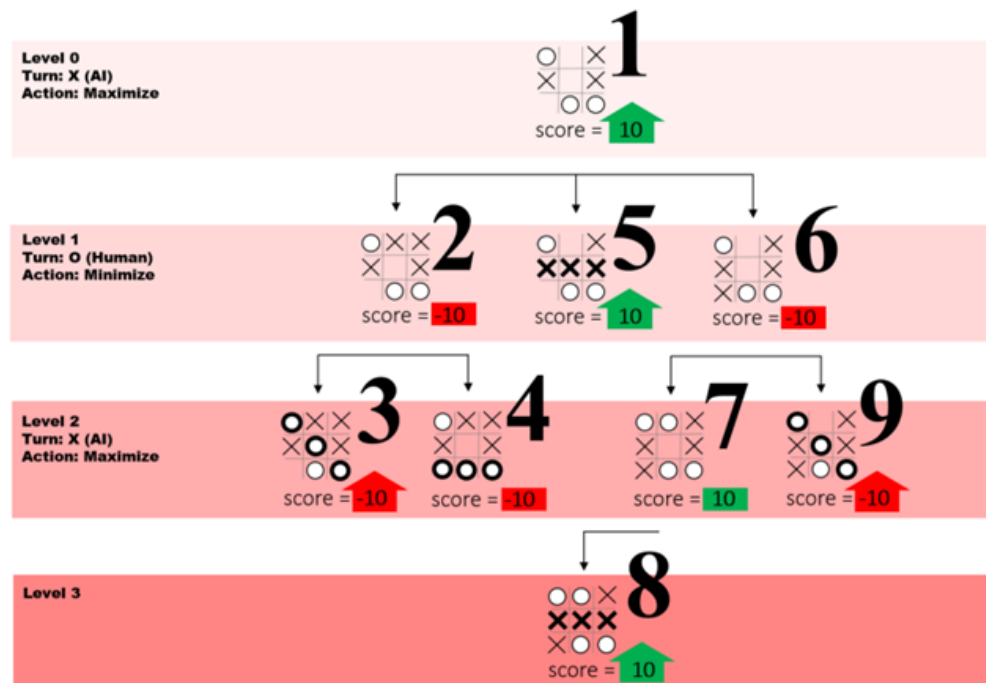 Level 0
Turn: X (AI)
Action: Maximize
1
score = 10
Level 1
Turn: O (Human)
Action: Minimize
2
score = -10
5
score = 10
6
score = -10
Level 2
Turn: X (AI)
Action: Maximize
3
score = -10
4
score = -10
7
score = 10
9
score = -10
Level 3
8
score = 10